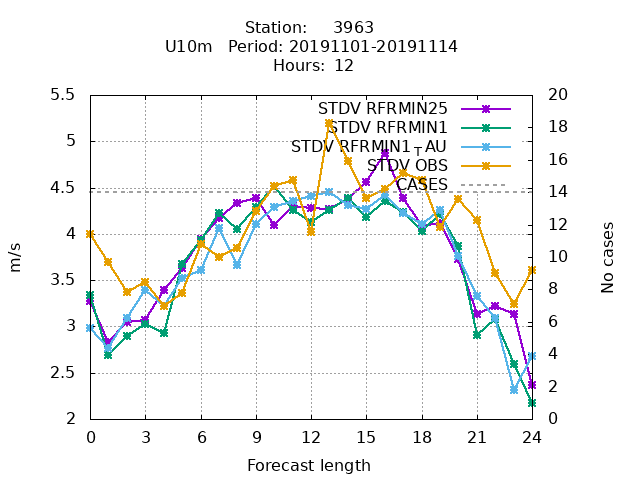 Station:     3963
U10m   Period: 20191101-20191114
Hours: 12
STDV RFRMIN25
STDV RFRMIN1
STDV RFRMIN1TAU
STDV OBS
CASES
5.5
5
4.5
4
3.5
3
2.5
2
m/s
20
18
16
14
12
10
8
6
4
2
0
No cases
0 3 6 9 12 15 18 21 24
Forecast length